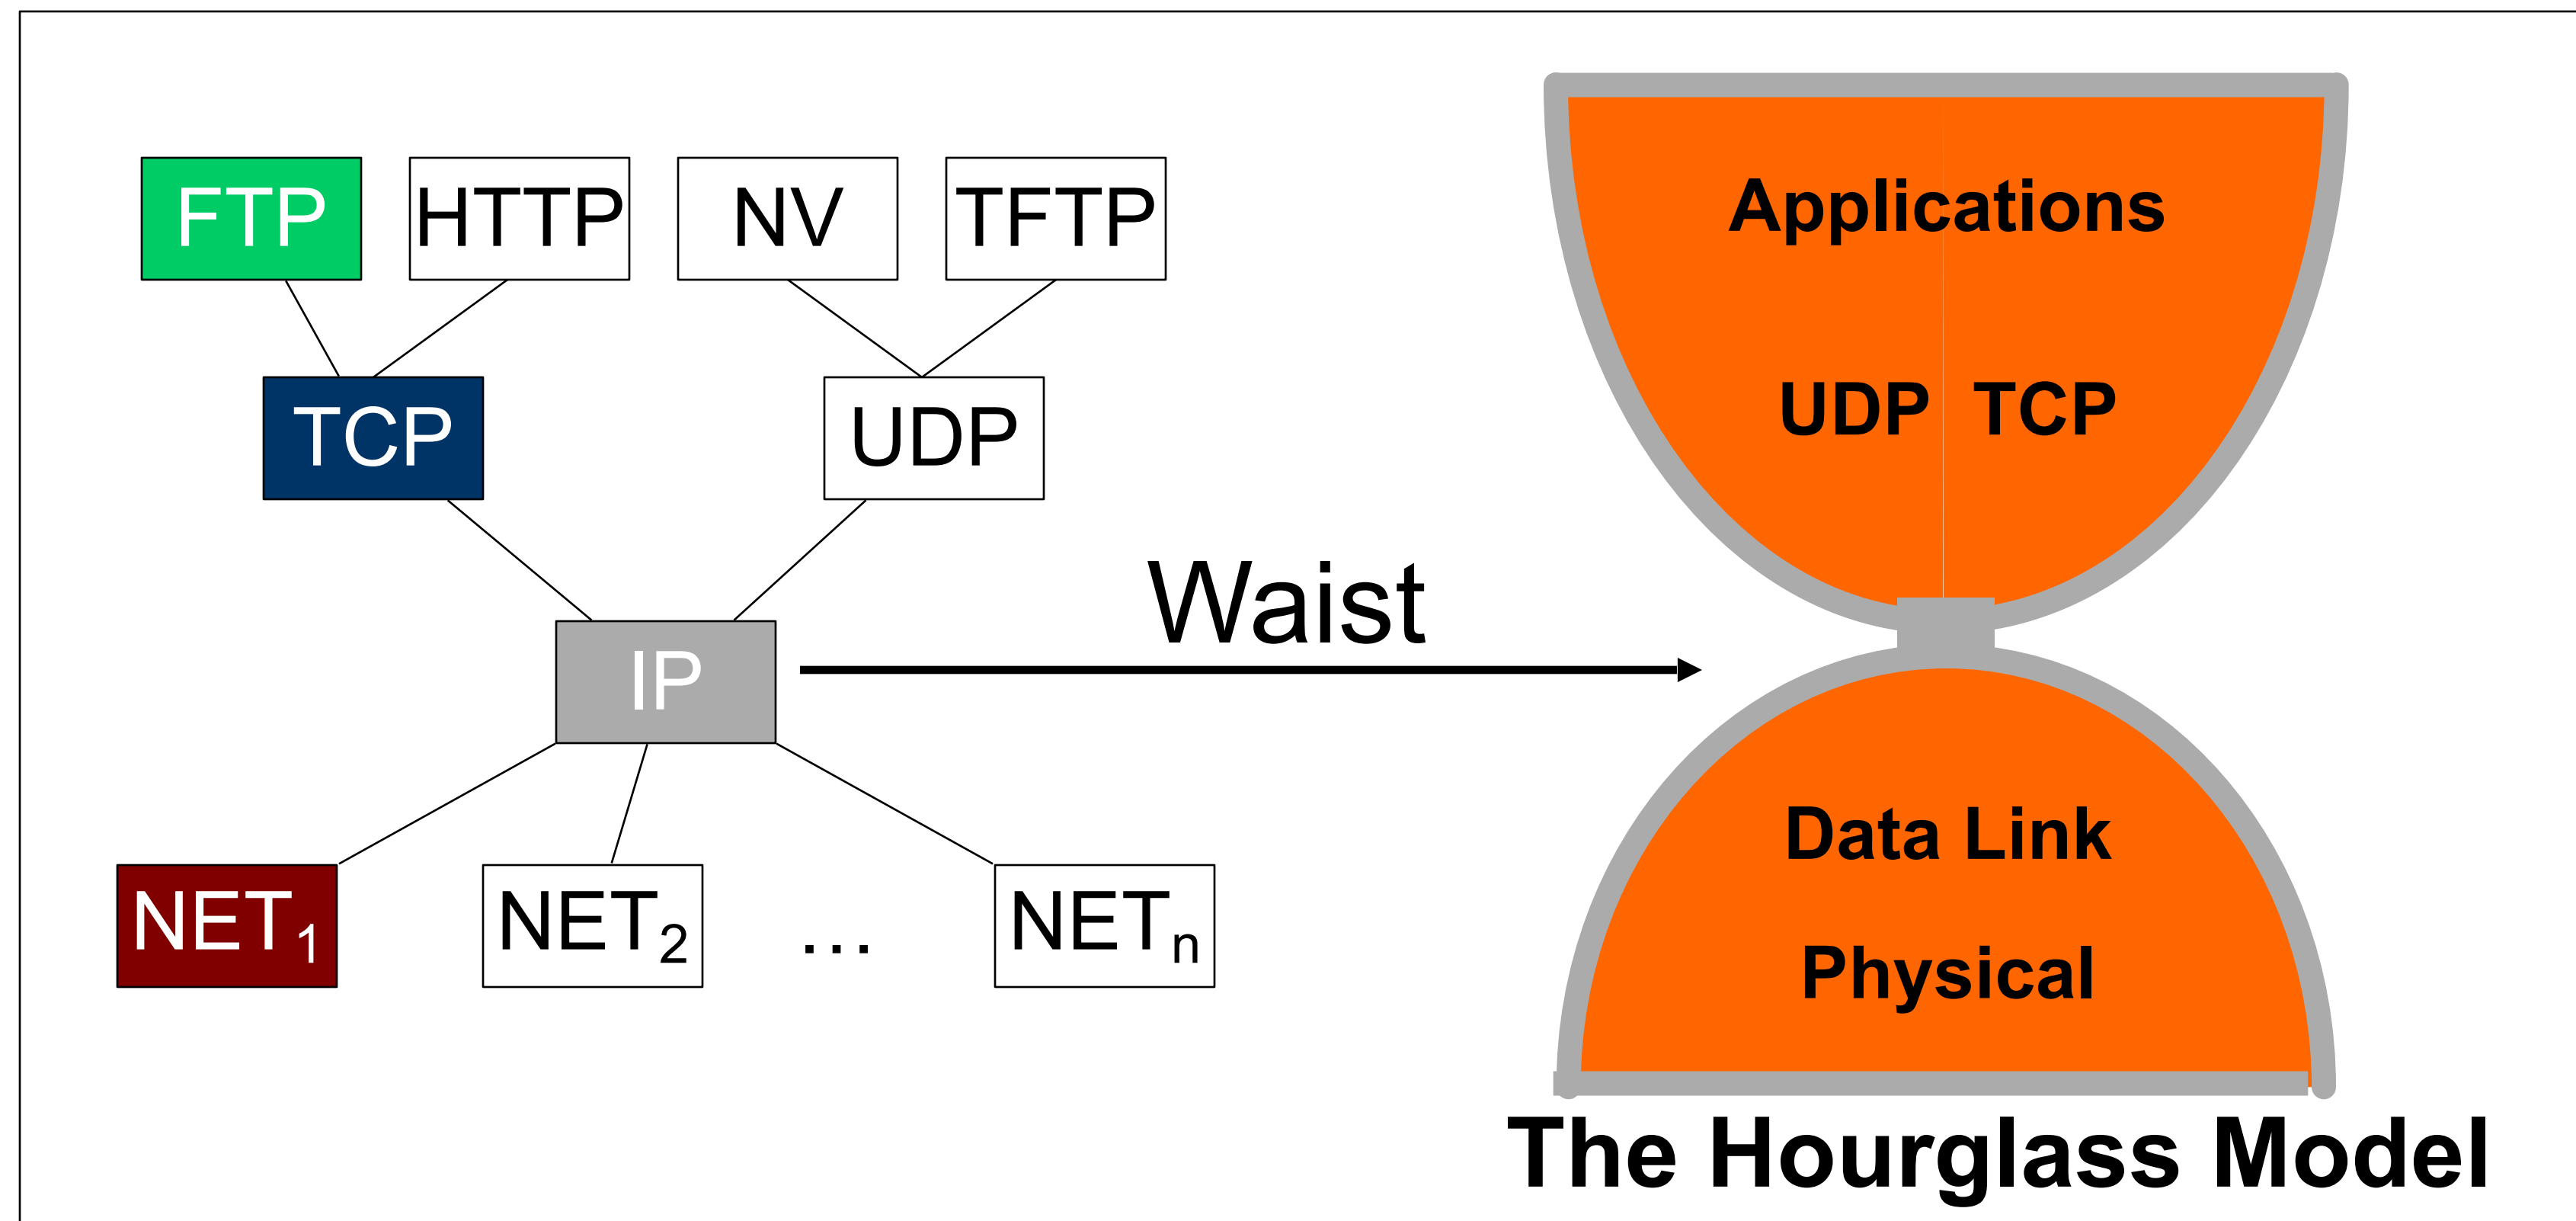 FTP HTTP NV TFTP
TCP UDP
IP
NET₁ NET₂ … NETₙ
Waist
Applications
UDP TCP
Data Link
Physical
The Hourglass Model